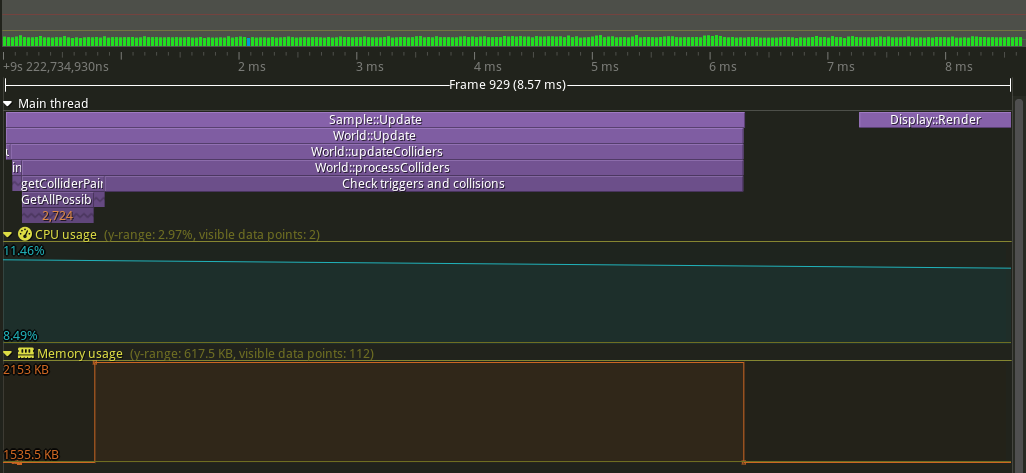 +9s 222,734,930ns 2 ms 3 ms 4 ms 5 ms 6 ms 7 ms 8 ms
Frame 929 (8.57 ms)
Main thread
Sample::Update Display::Render
World::Update
World::updateColliders
in World::processColliders
getColliderPair Check triggers and collisions
GetAllPossib
2,724
CPU usage (y-range: 2.97%, visible data points: 2)
11.46%
8.49%
Memory usage (y-range: 617.5 KB, visible data points: 112)
2153 KB
1535.5 KB